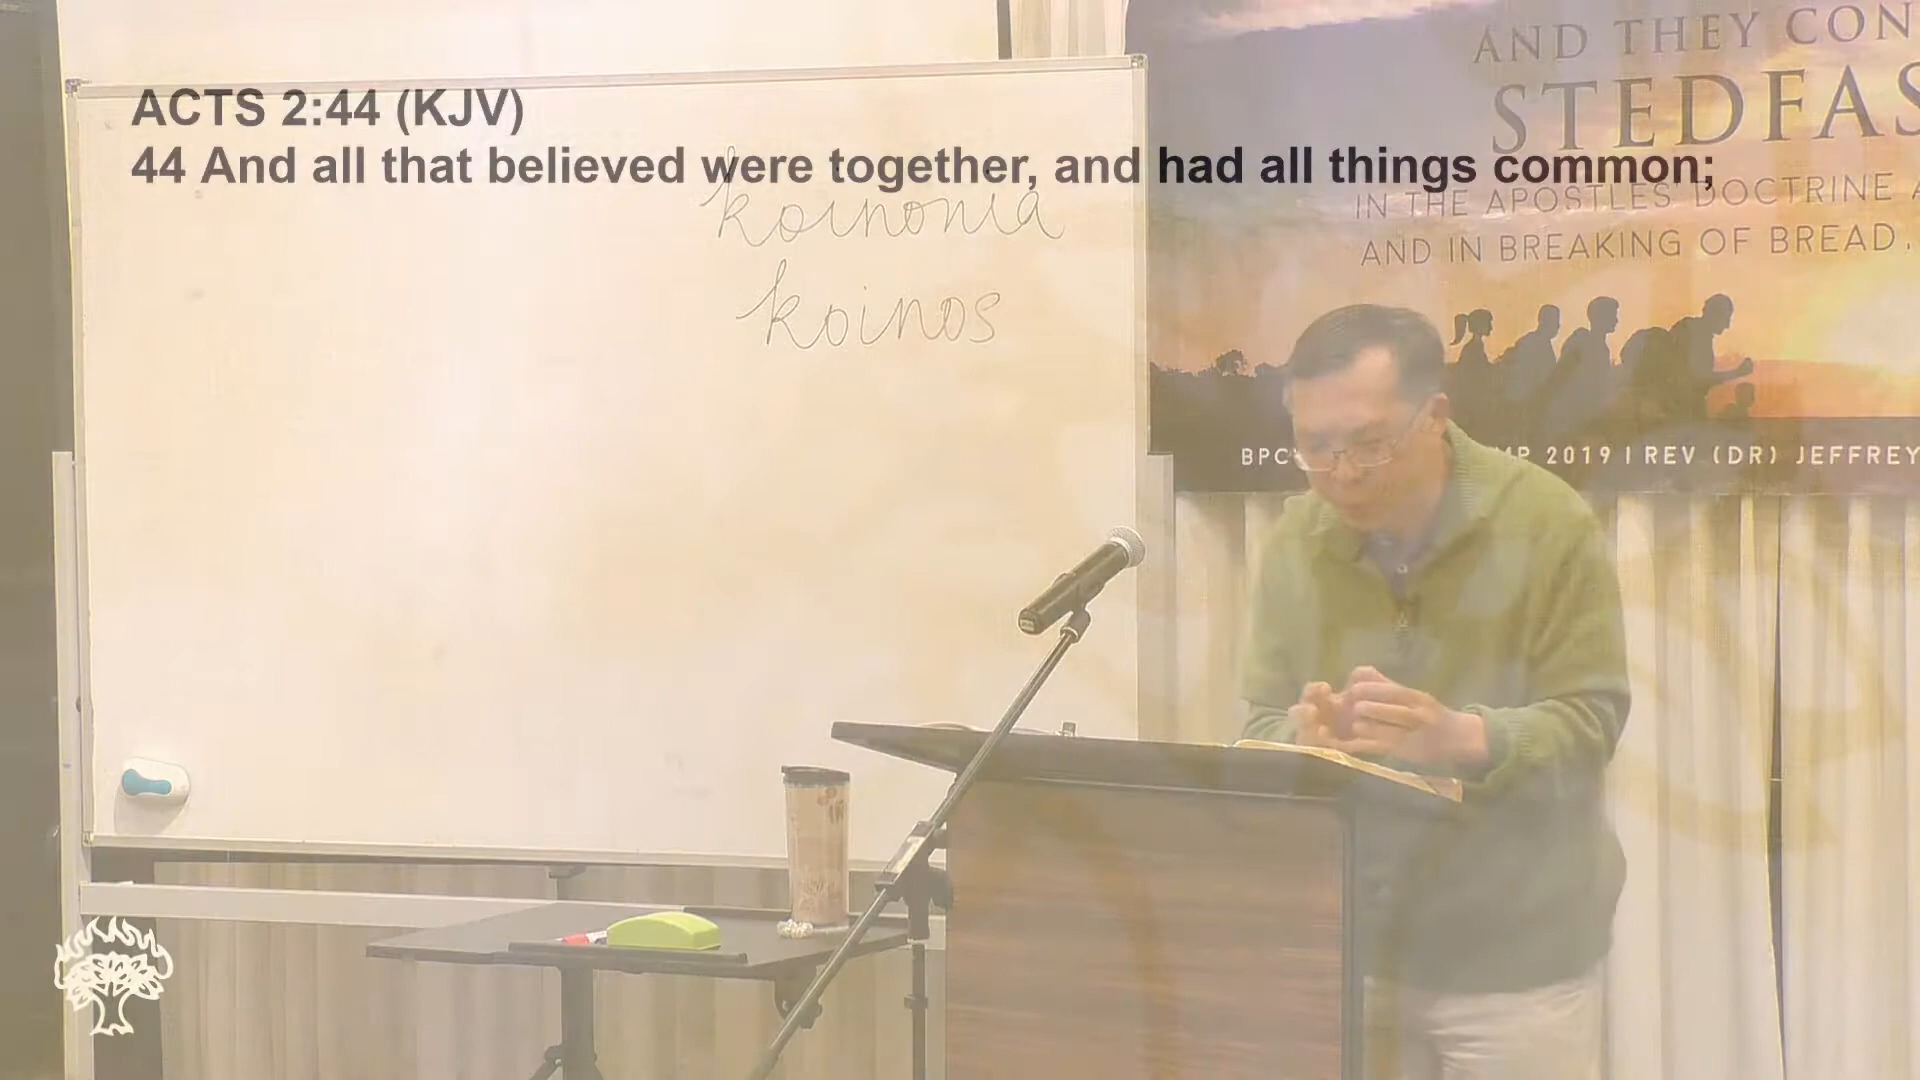 ACTS 2:44 (KJV)
44 And all that believed were together, and had all things common;
koinonia
koinos
AND THEY CON
STEDFAS
IN THE APOSTLES' DOCTRINE A
AND IN BREAKING OF BREAD,
BPC MP 2019 | REV (DR) JEFFREY